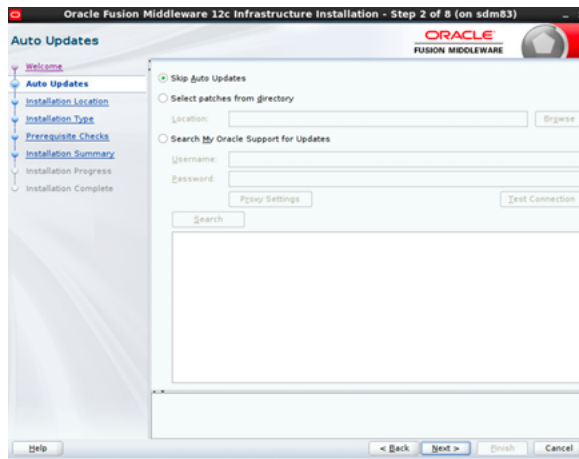 Oracle Fusion Middleware 12c Infrastructure Installation - Step 2 of 8 (on sdm83)
Auto Updates
ORACLE
FUSION MIDDLEWARE
Welcome
Auto Updates
Installation Location
Installation Type
Prerequisite Checks
Installation Summary
Installation Progress
Installation Complete
Skip Auto Updates
Select patches from directory
Location:
Browse
Search My Oracle Support for Updates
Username:
Password:
Proxy Settings
Test Connection
Search
Help
< Back
Next >
Finish
Cancel